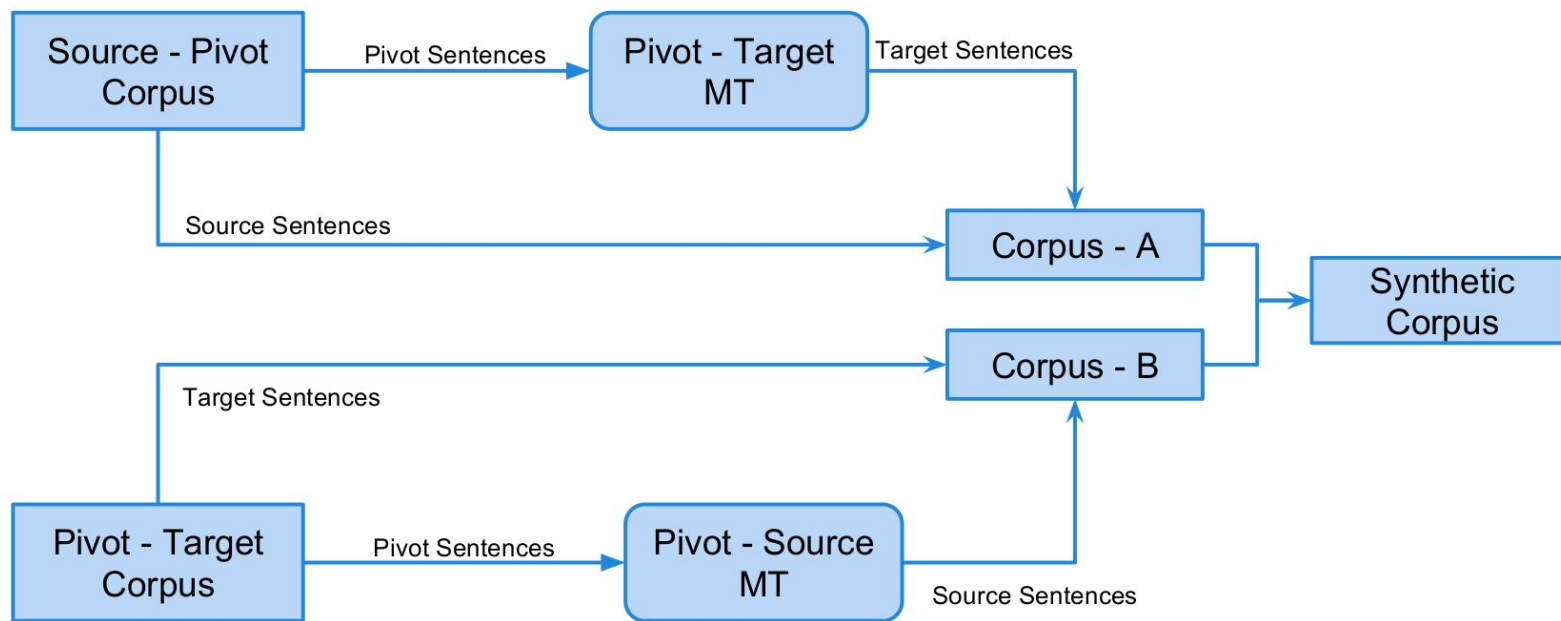 Source - Pivot
Corpus
Pivot Sentences
Pivot - Target
MT
Target Sentences
Source Sentences
Corpus - A
Synthetic
Corpus
Corpus - B
Target Sentences
Pivot - Target
Corpus
Pivot Sentences
Pivot - Source
MT
Source Sentences